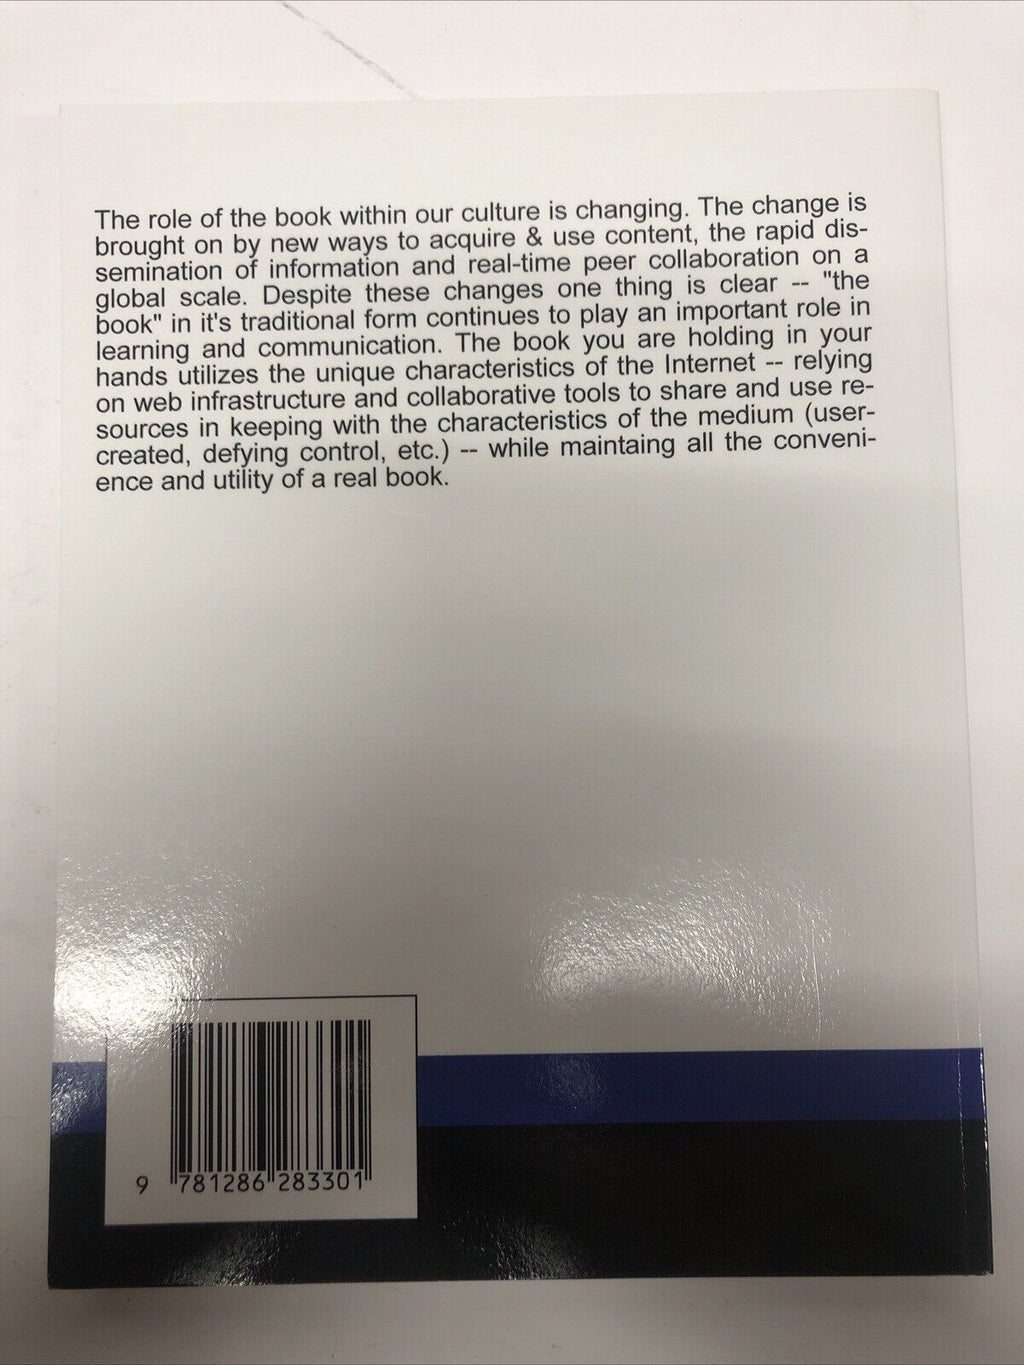 The role of the book within our culture is changing. The change is
brought on by new ways to acquire & use content, the rapid dis-
semination of information and real-time peer collaboration on a
global scale. Despite these changes one thing is clear -- "the
book" in it's traditional form continues to play an important role in
learning and communication. The book you are holding in your
hands utilizes the unique characteristics of the Internet -- relying
on web infrastructure and collaborative tools to share and use re-
sources in keeping with the characteristics of the medium (user-
created, defying control, etc.) -- while maintaing all the conveni-
ence and utility of a real book.
9 781286 283301